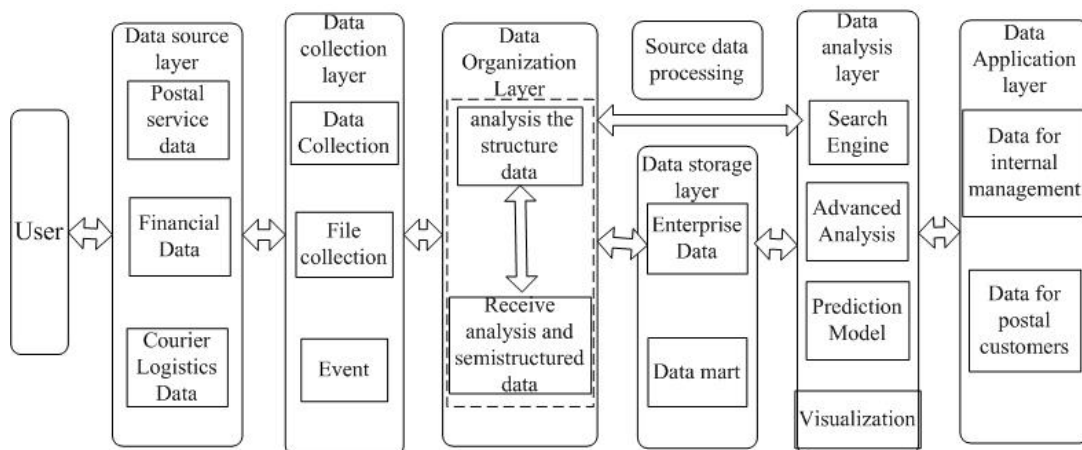 User
Data source
layer
Postal
service
data
Financial
Data
Courier
Logistics
Data
Data
collection
layer
Data
Collection
File
collection
Event
Data
Organization
Layer
analysis the
structure
data
Receive
analysis and
semistructured
data
Source data
processing
Data storage
layer
Enterprise
Data
Data mart
Data
analysis
layer
Search
Engine
Advanced
Analysis
Prediction
Model
Visualization
Data
Application
layer
Data for
internal
management
Data for
postal
customers